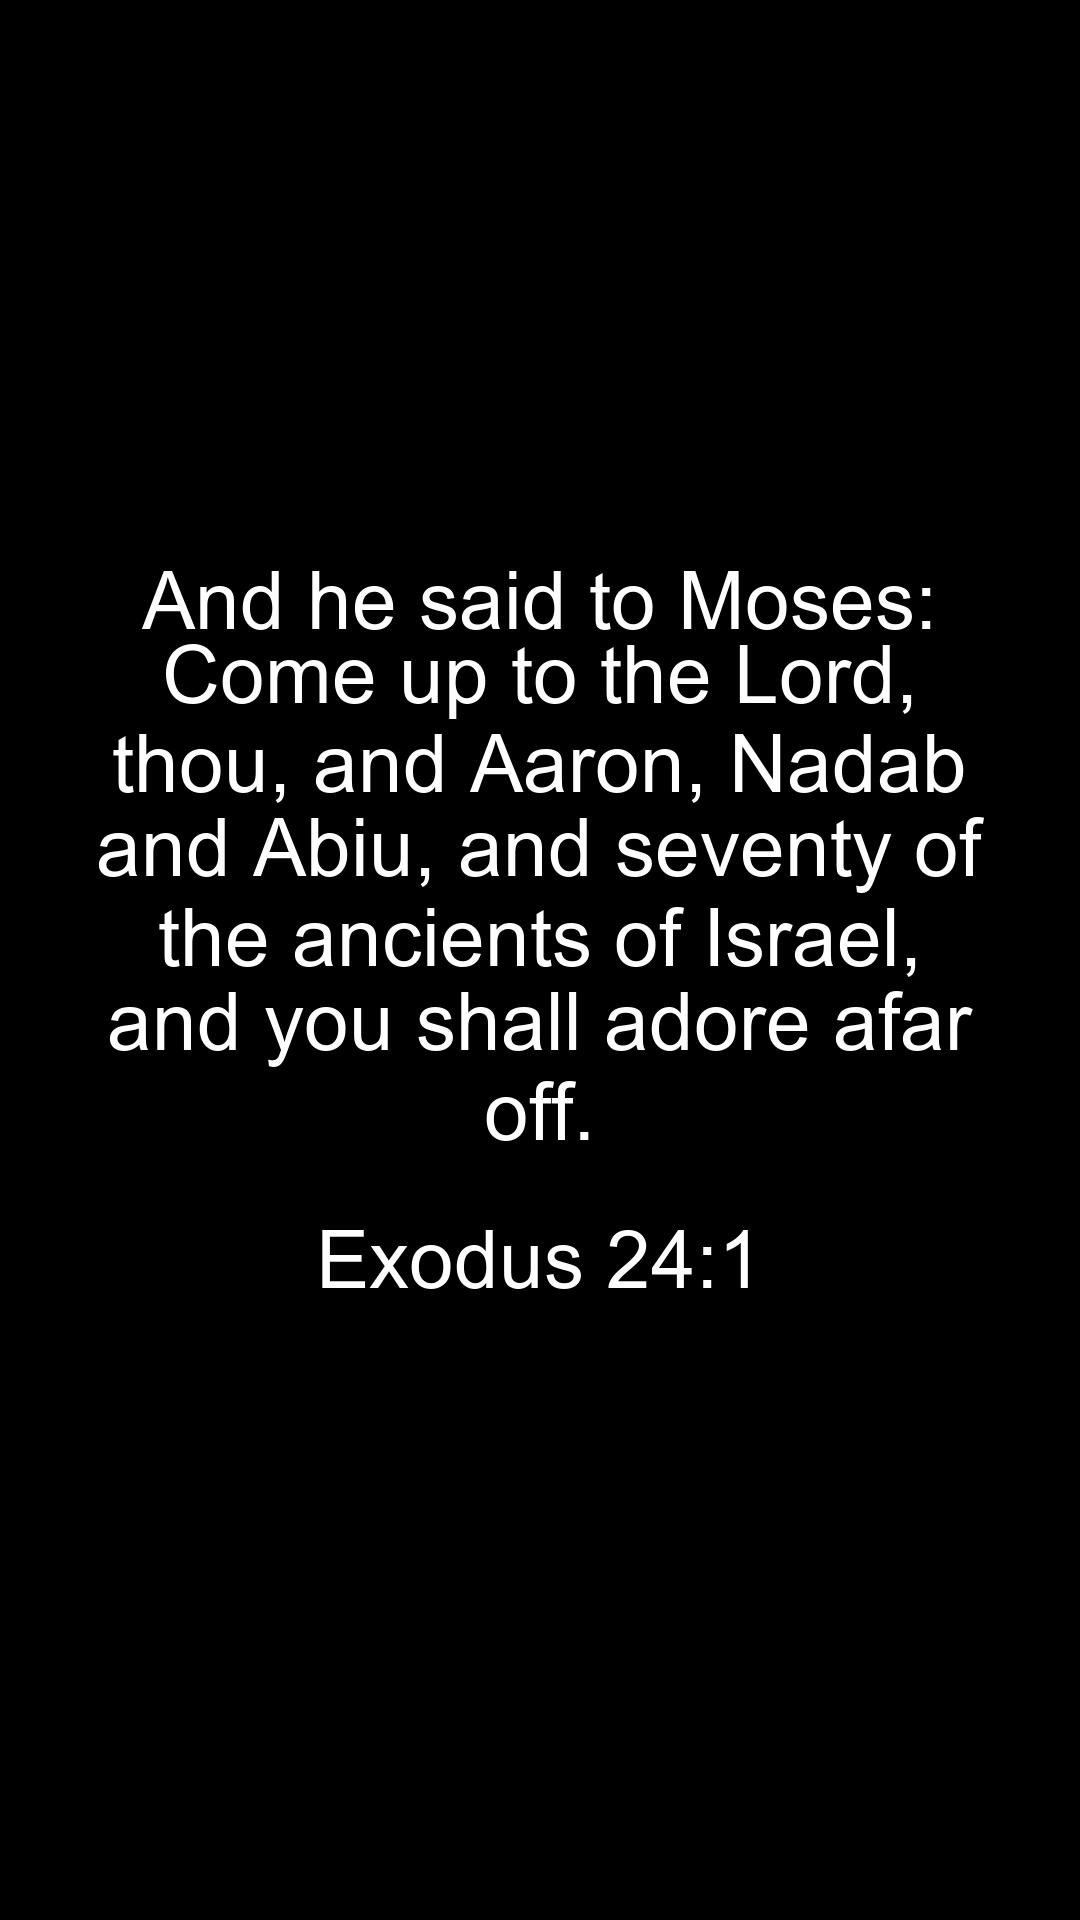 And he said to Moses:
Come up to the Lord,
thou, and Aaron, Nadab
and Abiu, and seventy of
the ancients of Israel,
and you shall adore afar
off.
Exodus 24:1